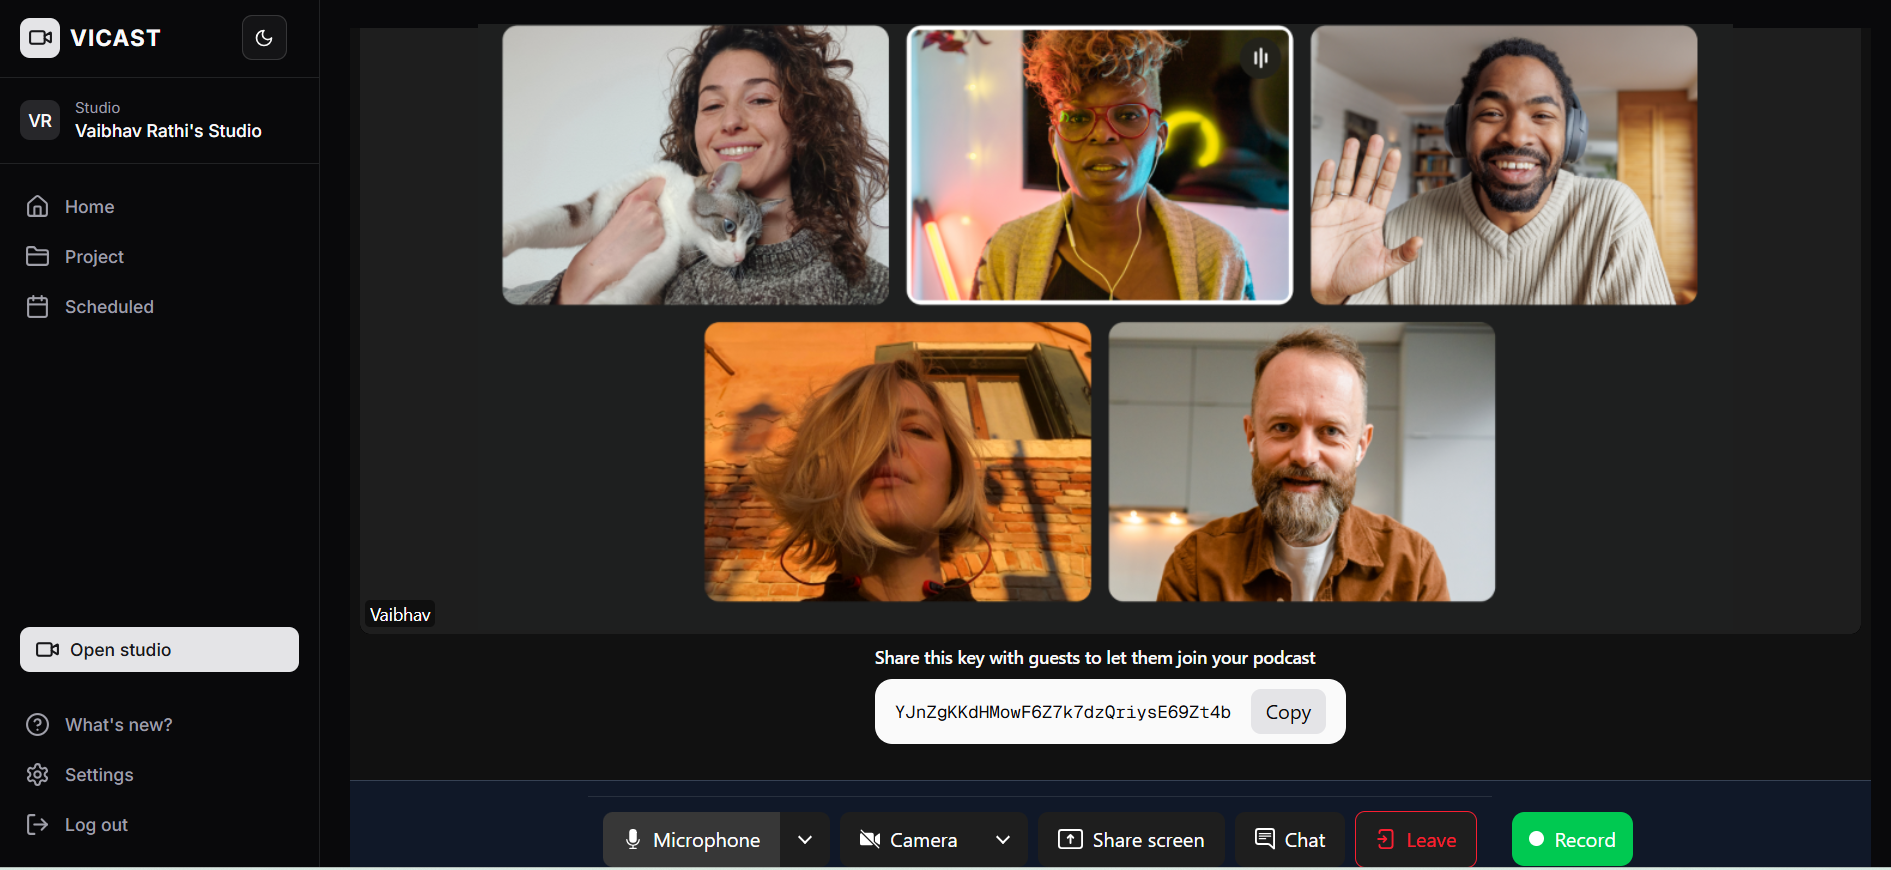 VICAST
VR
Studio
Vaibhav Rathi's Studio
Home
Project
Scheduled
Open studio
What's new?
Settings
Log out
Vaibhav
Share this key with guests to let them join your podcast
YJnZgKKdHMowF6Z7k7dzQriysE69Zt4b
Copy
Microphone
Camera
Share screen
Chat
Leave
Record